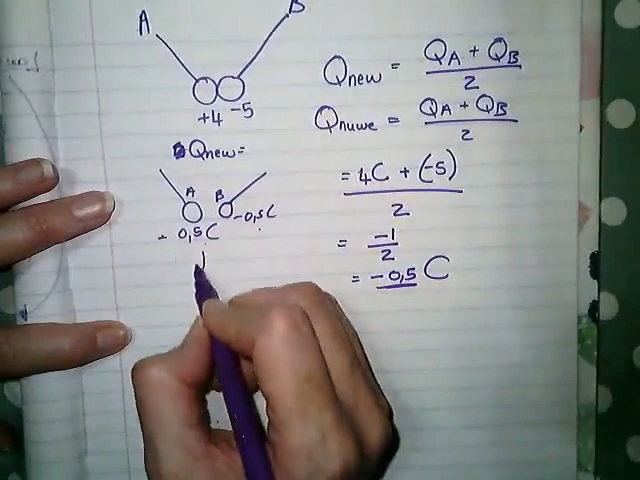 A B
+4 -5
Qnew =
A B
-0,5C
- 0,5C
Qnew = QA + QB / 2
Qnuwe = QA + QB / 2
= 4C + (-5) / 2
= -1 / 2
= -0,5 C